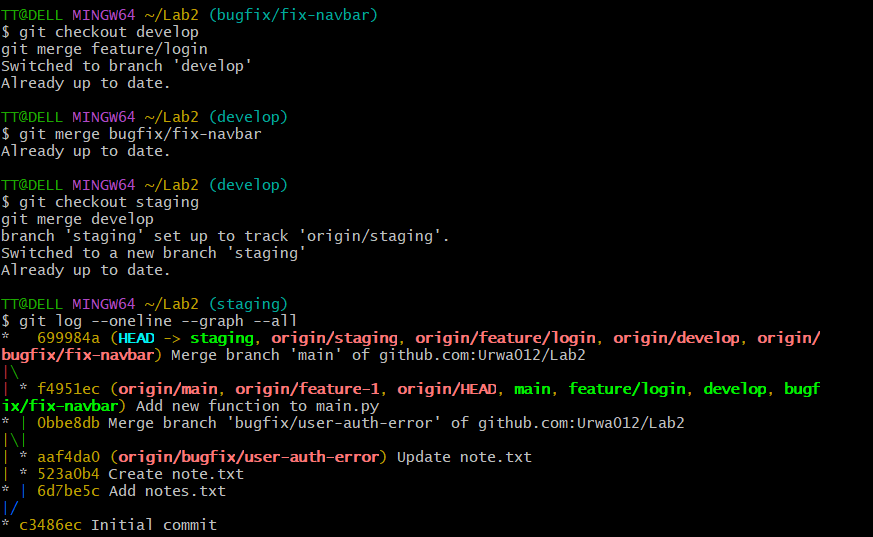 TT@DELL MINGW64 ~/Lab2 (bugfix/fix-navbar)
$ git checkout develop
git merge feature/login
Switched to branch 'develop'
Already up to date.

TT@DELL MINGW64 ~/Lab2 (develop)
$ git merge bugfix/fix-navbar
Already up to date.

TT@DELL MINGW64 ~/Lab2 (develop)
$ git checkout staging
git merge develop
branch 'staging' set up to track 'origin/staging'.
Switched to a new branch 'staging'
Already up to date.

TT@DELL MINGW64 ~/Lab2 (staging)
$ git log --oneline --graph --all
*   699984a (HEAD -> staging, origin/staging, origin/feature/login, origin/develop, origin/
bugfix/fix-navbar) Merge branch 'main' of github.com:Urwa012/Lab2
|\
| * f4951ec (origin/main, origin/feature-1, origin/HEAD, main, feature/login, develop, bugf
ix/fix-navbar) Add new function to main.py
* | 0bbe8db Merge branch 'bugfix/user-auth-error' of github.com:Urwa012/Lab2
|\|
| * aaf4da0 (origin/bugfix/user-auth-error) Update note.txt
| * 523a0b4 Create note.txt
* | 6d7be5c Add notes.txt
|/
* c3486ec Initial commit